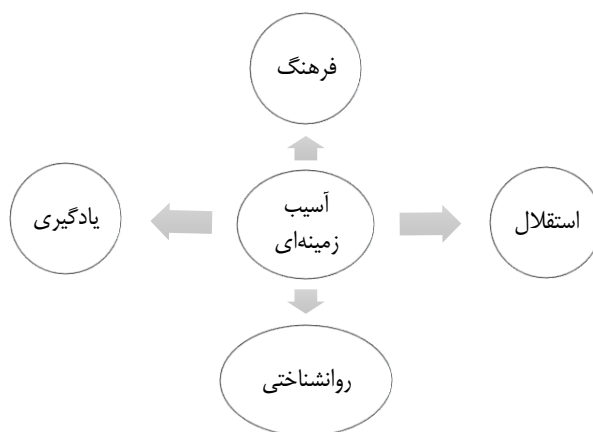 فرهنگ
استقلال
آسیب
زمینه‌ای
یادگیری
روانشناختی